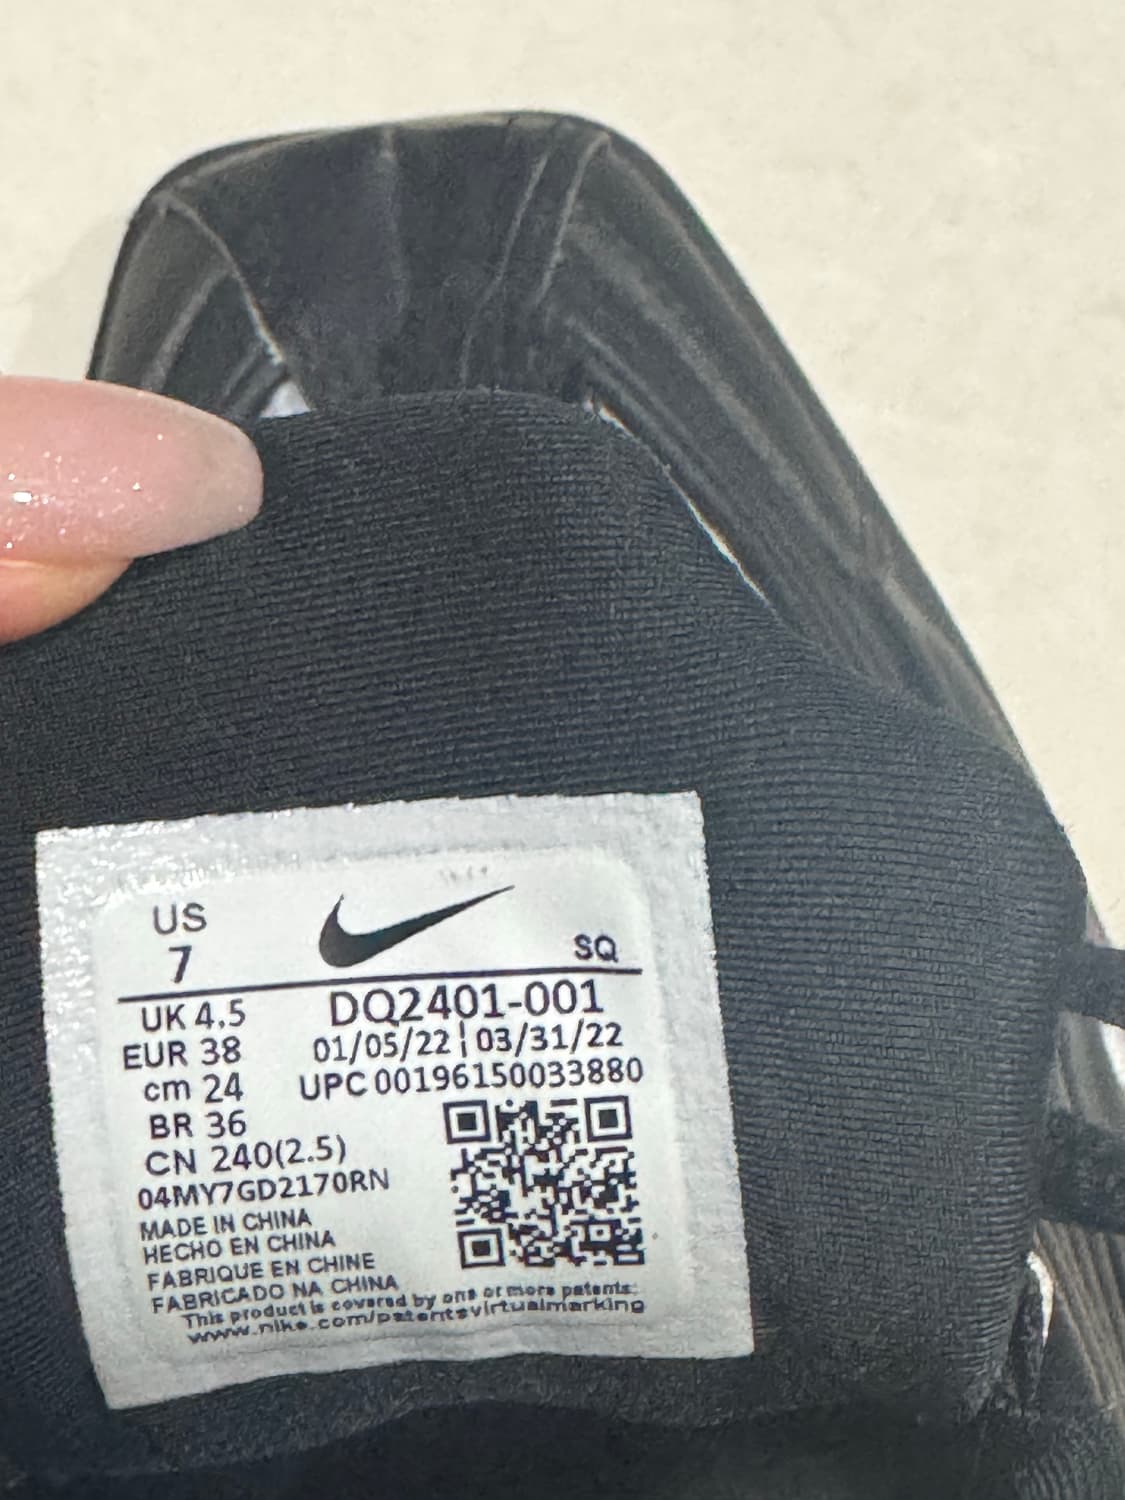 US
7
SQ
UK 4.5
EUR 38
cm 24
BR 36
CN 240(2.5)
DQ2401-001
01/05/22 ¦ 03/31/22
UPC 00196150033880
04MY7GD2170RN
MADE IN CHINA
HECHO EN CHINA
FABRIQUE EN CHINE
FABRICADO NA CHINA
This product is covered by one or more patents:
www.nike.com/patentsvirtualmarking